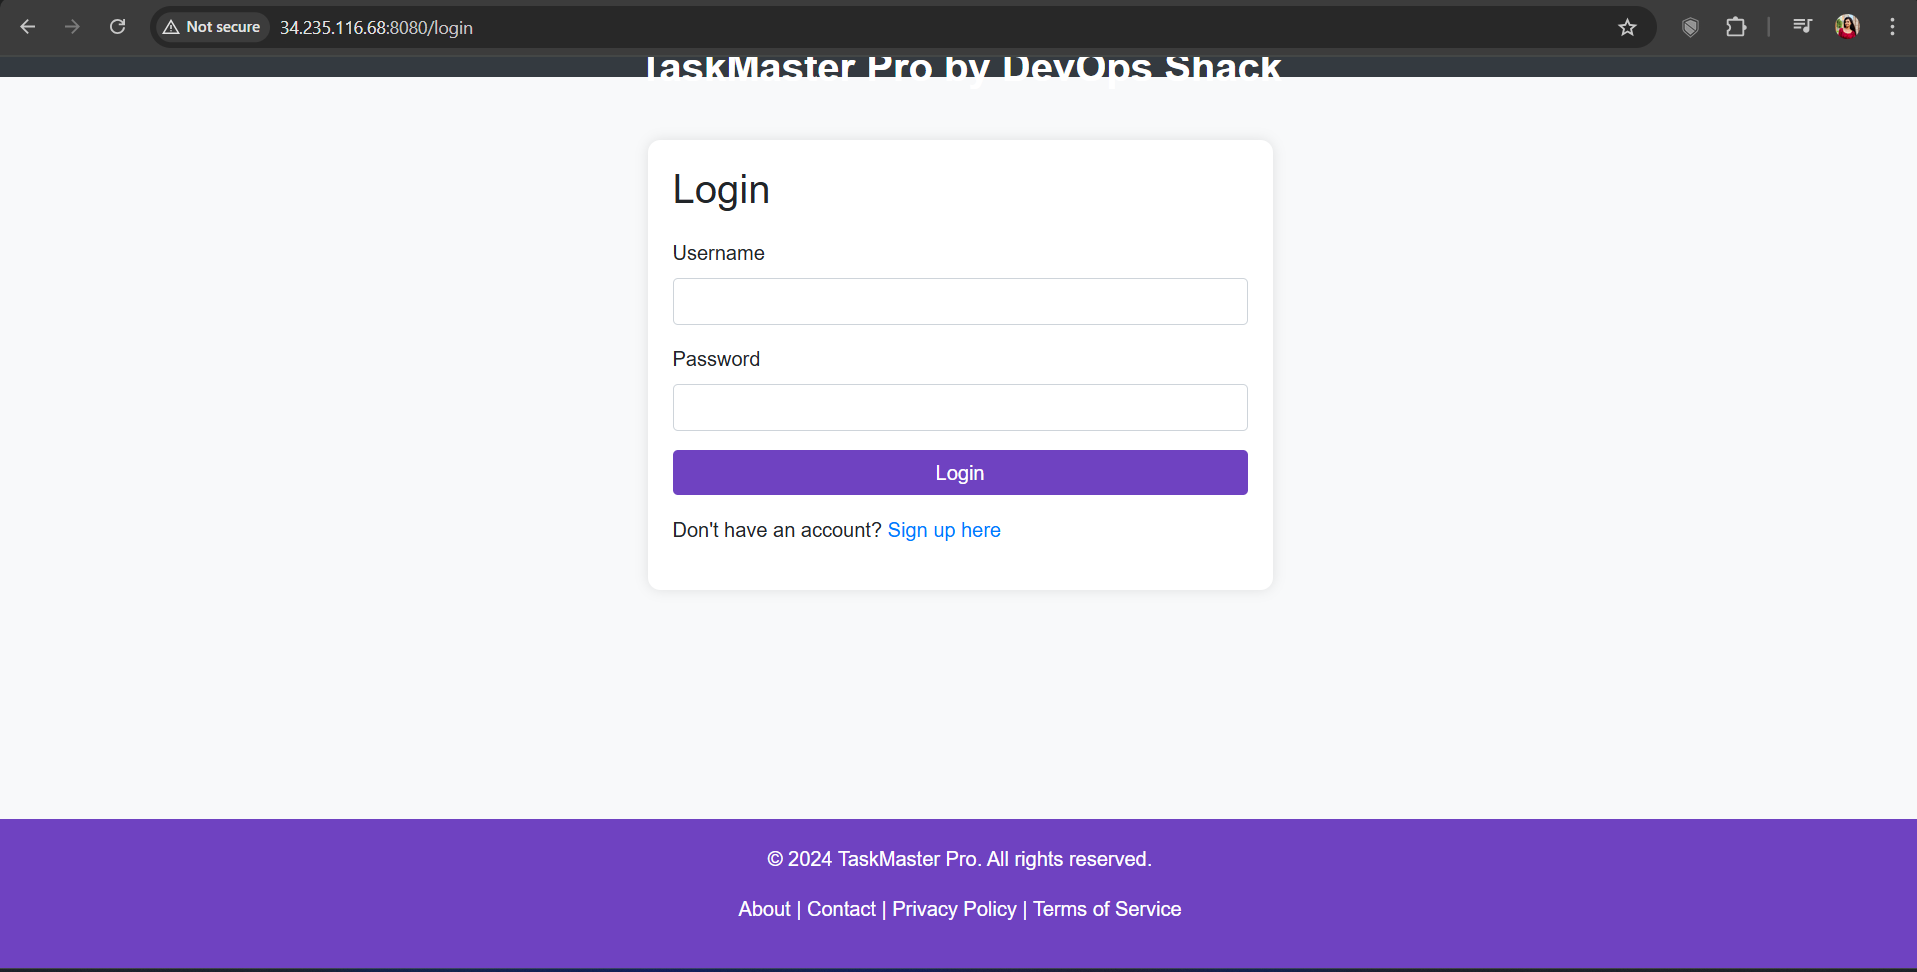 Not secure 34.235.116.68:8080/login
TaskMaster Pro by DevOps Shack
Login
Username
Password
Login
Don't have an account? Sign up here
© 2024 TaskMaster Pro. All rights reserved.
About | Contact | Privacy Policy | Terms of Service